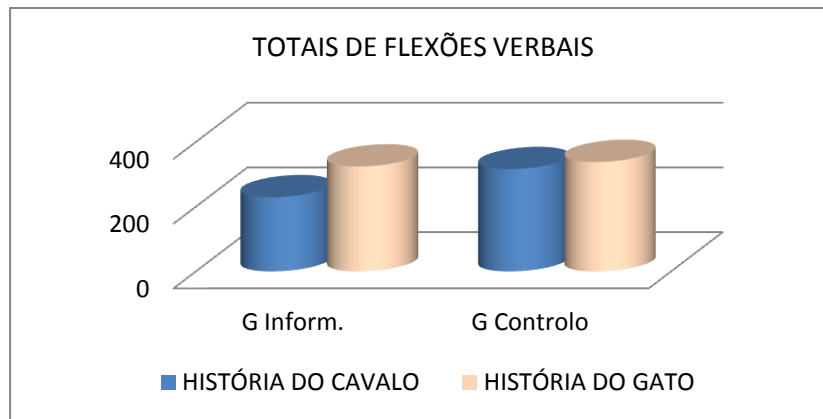 TOTAIS DE FLEXÕES VERBAIS
400
200
0
G Inform. G Controlo
HISTÓRIA DO CAVALO HISTÓRIA DO GATO